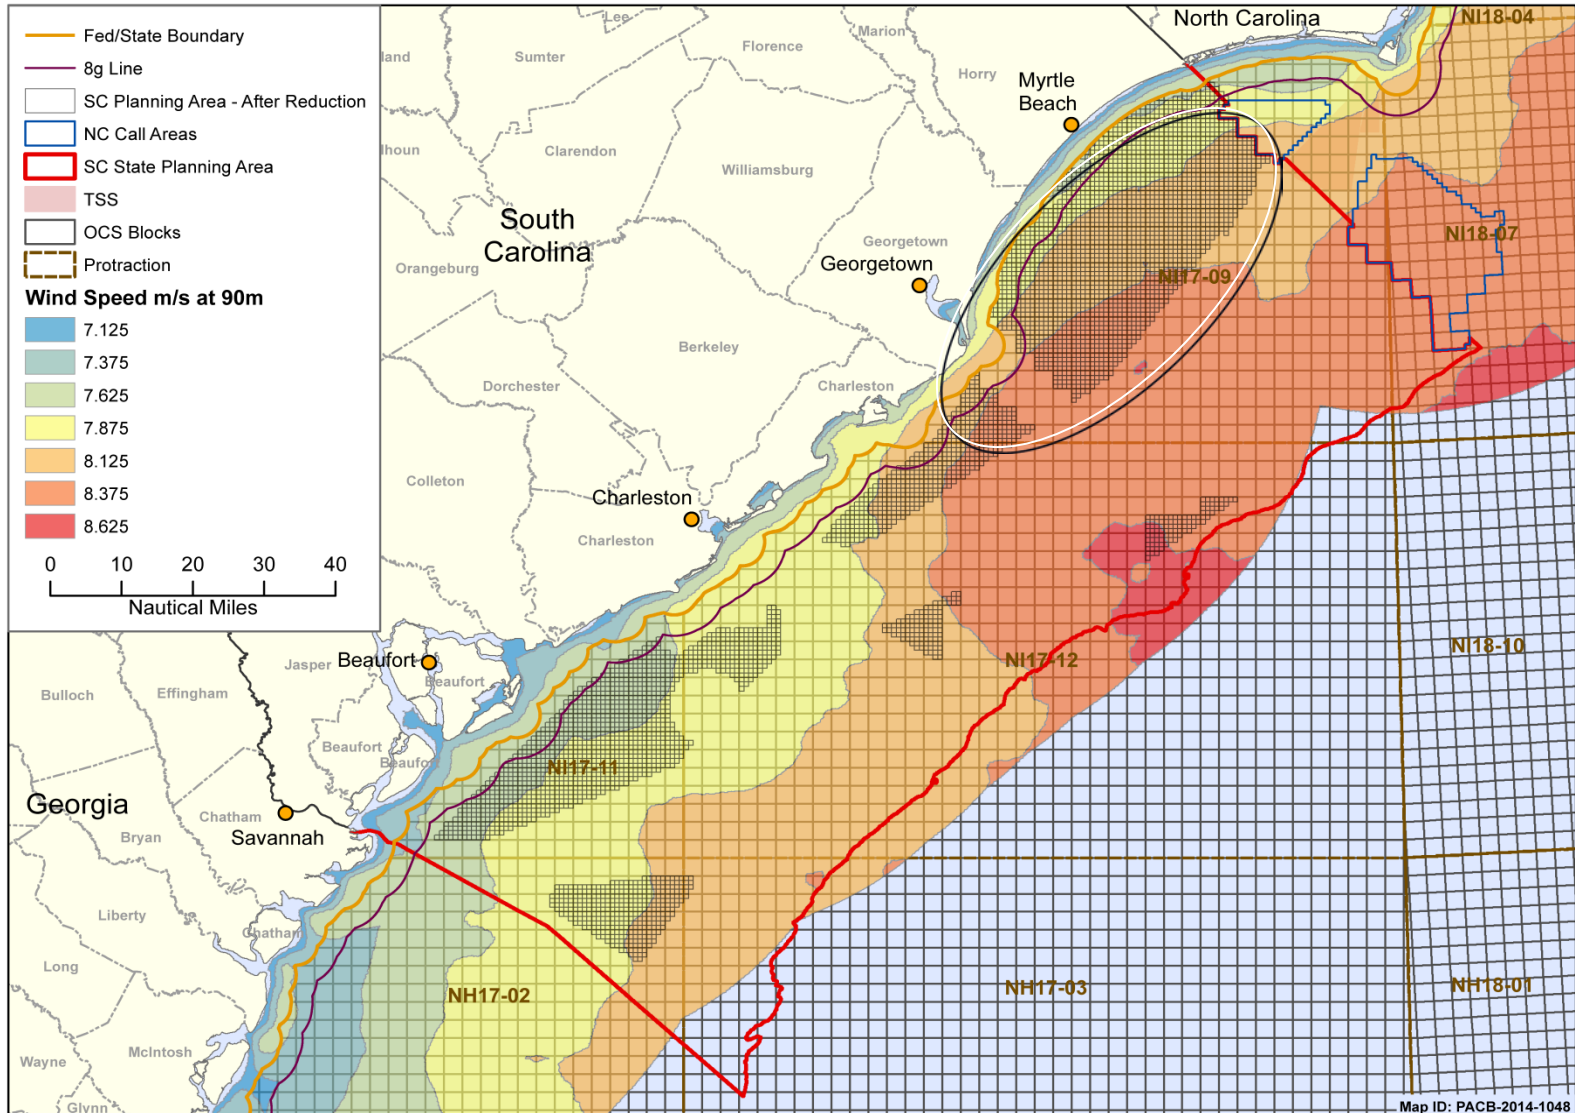 Fed/State Boundary
8g Line
SC Planning Area - After Reduction
NC Call Areas
SC State Planning Area
TSS
OCS Blocks
Protraction
Wind Speed m/s at 90m
7.125
7.375
7.625
7.875
8.125
8.375
8.625
0 10 20 30 40
Nautical Miles
Lee
Marion
North Carolina
NI18-04
land
Sumter
Florence
Horry
Myrtle
Beach
lhoun
Clarendon
Williamsburg
South
Carolina
Georgetown
NI18-07
Orangeburg
Georgetown
NI17-09
Berkeley
Dorchester
Charleston
Colleton
Charleston
Charleston
Jasper
Beaufort
Beaufort
NI17-12
NI18-10
Bulloch
Effingham
Beaufort
Beaufort
NI17-11
Georgia
Chatham
Bryan
Savannah
Liberty
Chatham
Long
NH17-02
NH17-03
NH18-01
McIntosh
Wayne
Glynn
Map ID: PACB-2014-1048